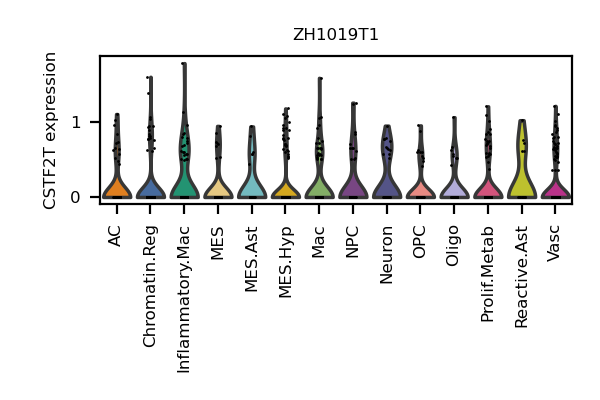 ZH1019T1
CSTF2T expression
1
0
AC
Chromatin.Reg
Inflammatory.Mac
MES
MES.Ast
MES.Hyp
Mac
NPC
Neuron
OPC
Oligo
Prolif.Metab
Reactive.Ast
Vasc